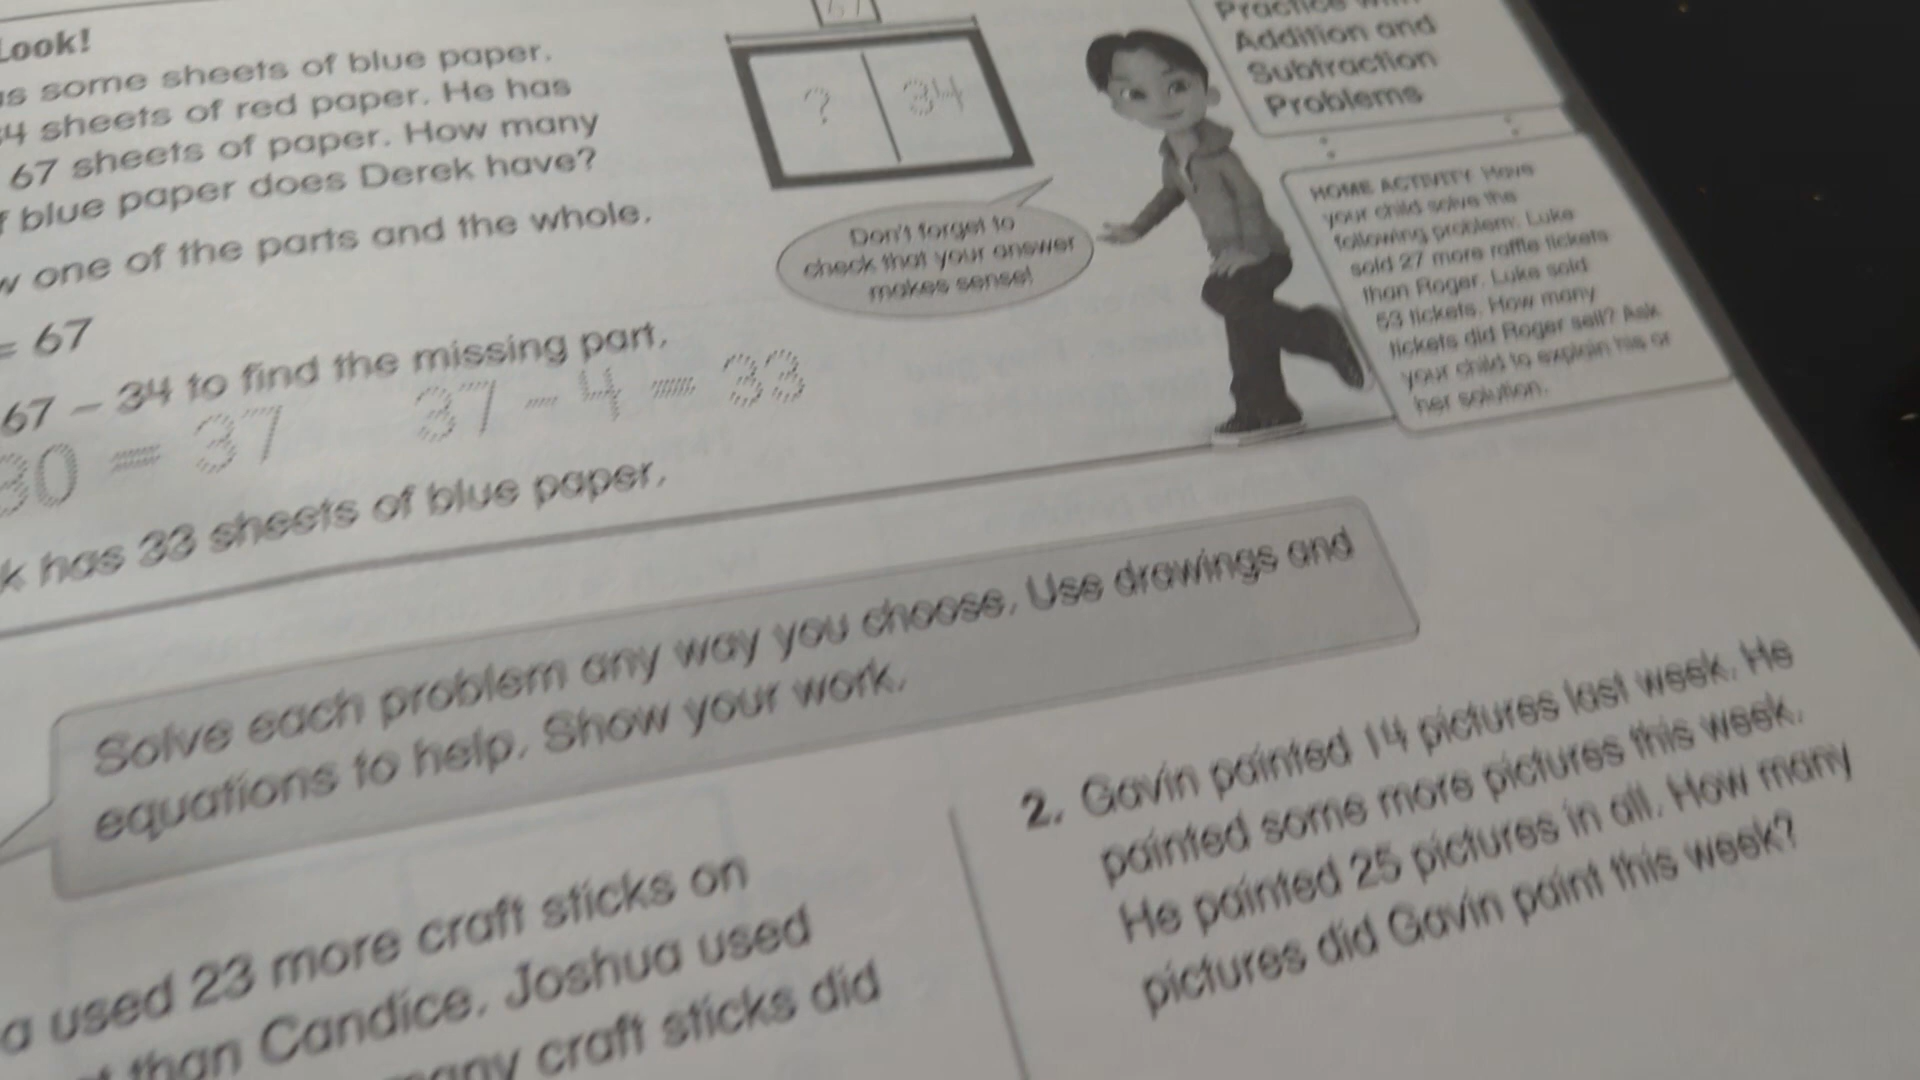 Look!
some sheets of blue paper.
sheets of red paper. He has
67 sheets of paper. How many
blue paper does Derek have?
one of the parts and the whole.
= 67
67 – 34 to find the missing part.
30 = 37 37 – 4 = 33
has 33 sheets of blue paper.
? 34
Don't forget to
check that your answer
makes sense!
Practice
Addition and
Subtraction
Problems
HOME ACTIVITY Have
your child solve the
following problem: Luke
sold 27 more raffle tickets
than Roger. Luke sold
53 tickets. How many
tickets did Roger sell? Ask
your child to explain his or
her solution.
Solve each problem any way you choose. Use drawings and
equations to help. Show your work.
used 23 more craft sticks on
than Candice. Joshua used
craft sticks did
2. Gavin painted 14 pictures last week. He
painted some more pictures this week.
He painted 25 pictures in all. How many
pictures did Gavin paint this week?